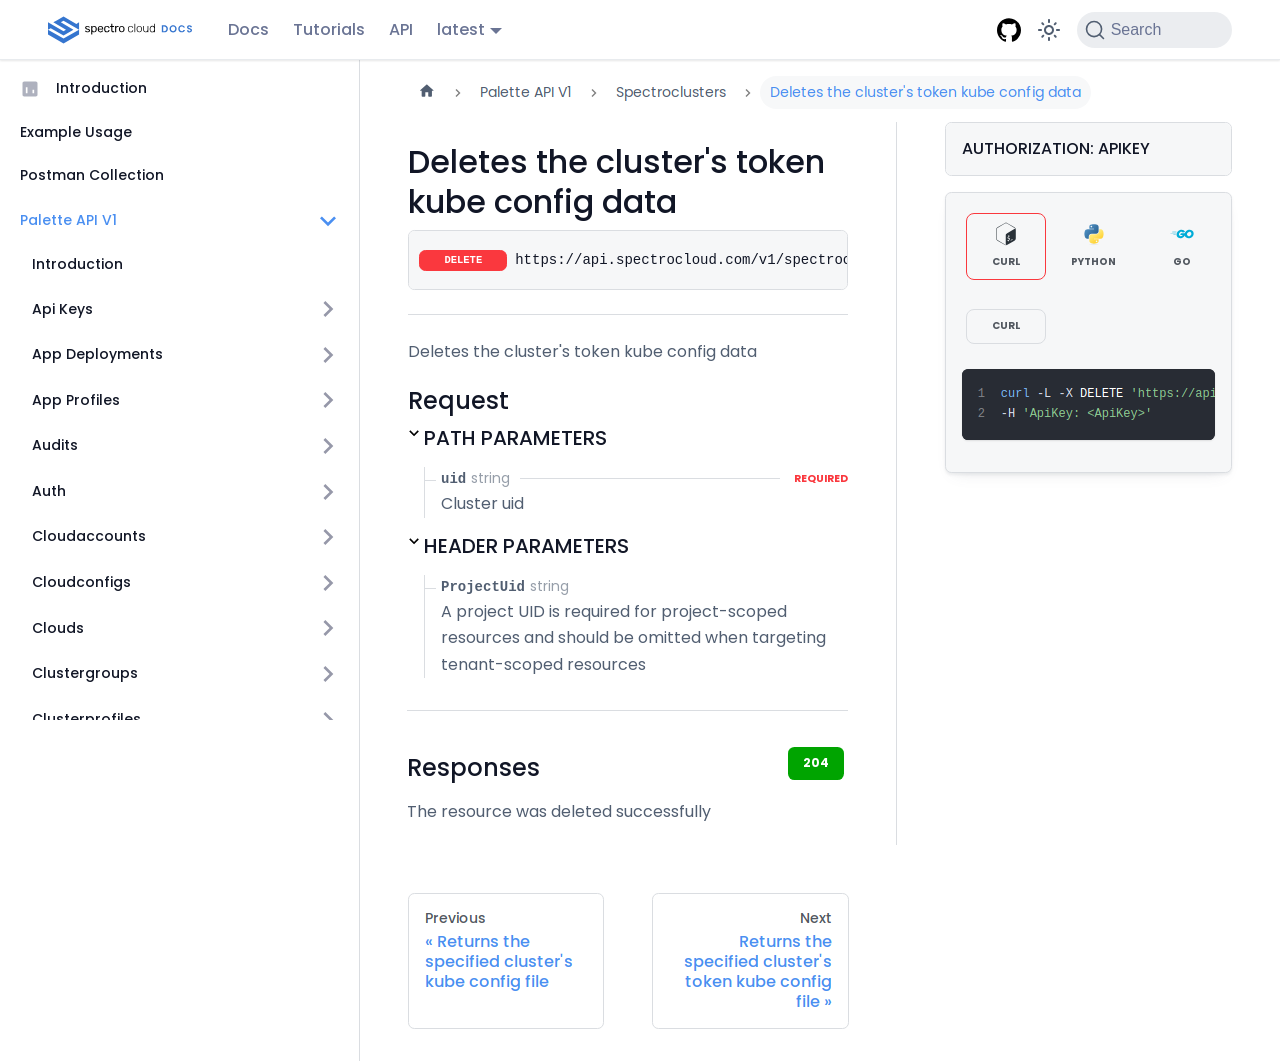 spectro cloud DOCS
Docs
Tutorials
API
latest
Search
Introduction
Example Usage
Postman Collection
Palette API V1
Introduction
Api Keys
App Deployments
App Profiles
Audits
Auth
Cloudaccounts
Cloudconfigs
Clouds
Clustergroups
Clusterprofiles
Palette API V1
Spectroclusters
Deletes the cluster's token kube config data
Deletes the cluster's token
kube config data
DELETE https://api.spectrocloud.com/v1/spectroc
Deletes the cluster's token kube config data
Request
PATH PARAMETERS
uid string REQUIRED
Cluster uid
HEADER PARAMETERS
ProjectUid string
A project UID is required for project-scoped
resources and should be omitted when targeting
tenant-scoped resources
Responses
204
The resource was deleted successfully
Previous
« Returns the
specified cluster's
kube config file
Next
Returns the
specified cluster's
token kube config
file »
AUTHORIZATION: APIKEY
CURL
PYTHON
GO
CURL
1 curl -L -X DELETE 'https://api
2 -H 'ApiKey: <ApiKey>'